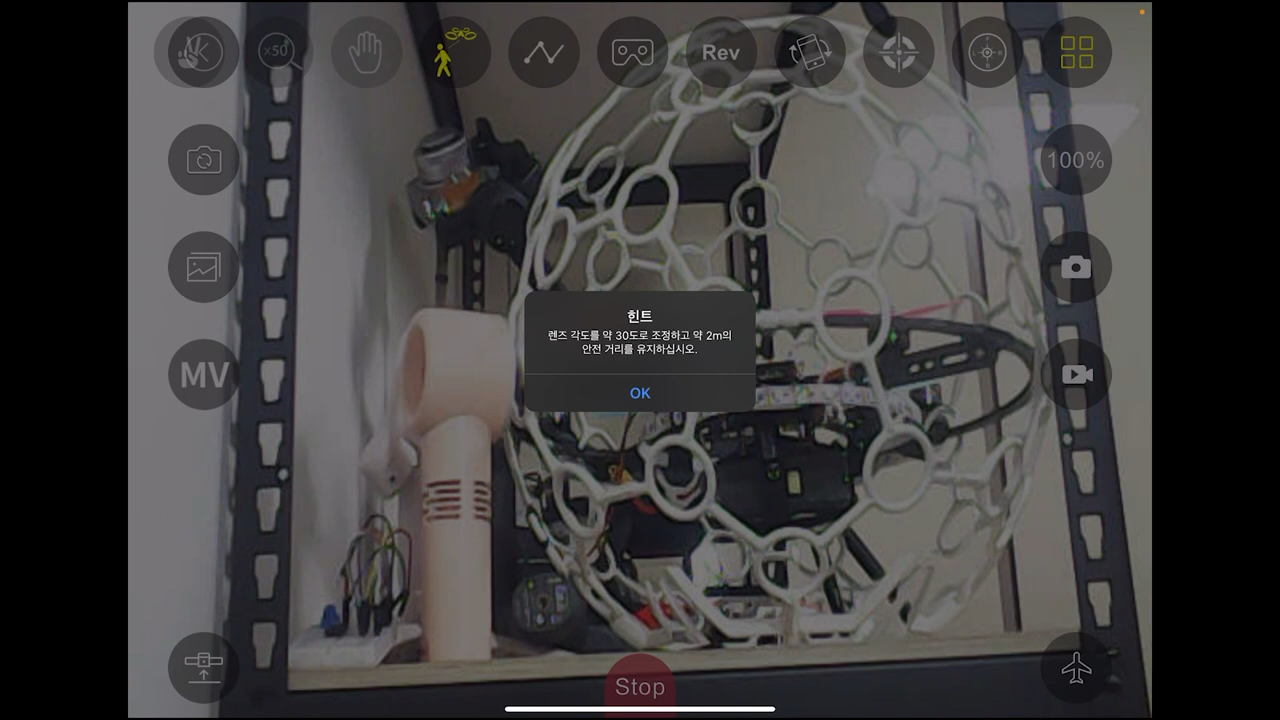 x50
Rev
100%
힌트
렌즈 각도를 약 30도로 조정하고 약 2m의
안전 거리를 유지하십시오.
MV
OK
Stop